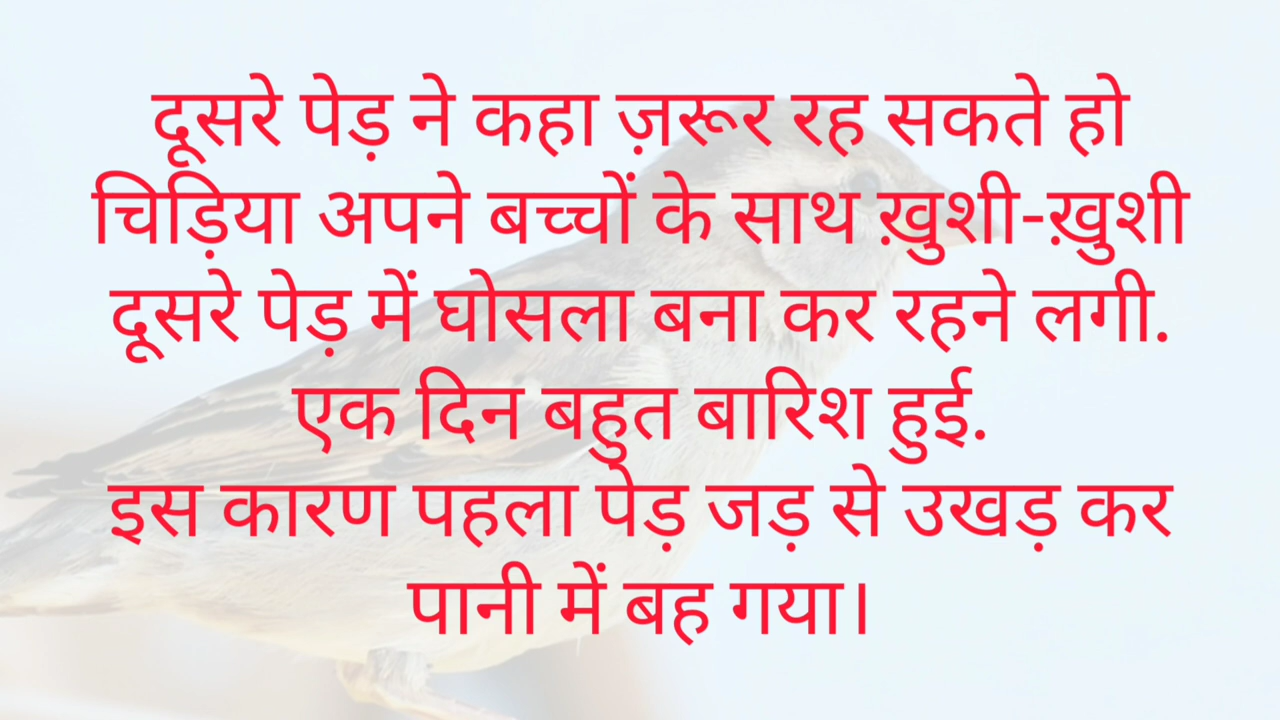 दूसरे पेड़ ने कहा ज़रूर रह सकते हो
चिड़िया अपने बच्चों के साथ ख़ुशी-ख़ुशी
दूसरे पेड़ में घोसला बना कर रहने लगी.
एक दिन बहुत बारिश हुई.
इस कारण पहला पेड़ जड़ से उखड़ कर
पानी में बह गया।